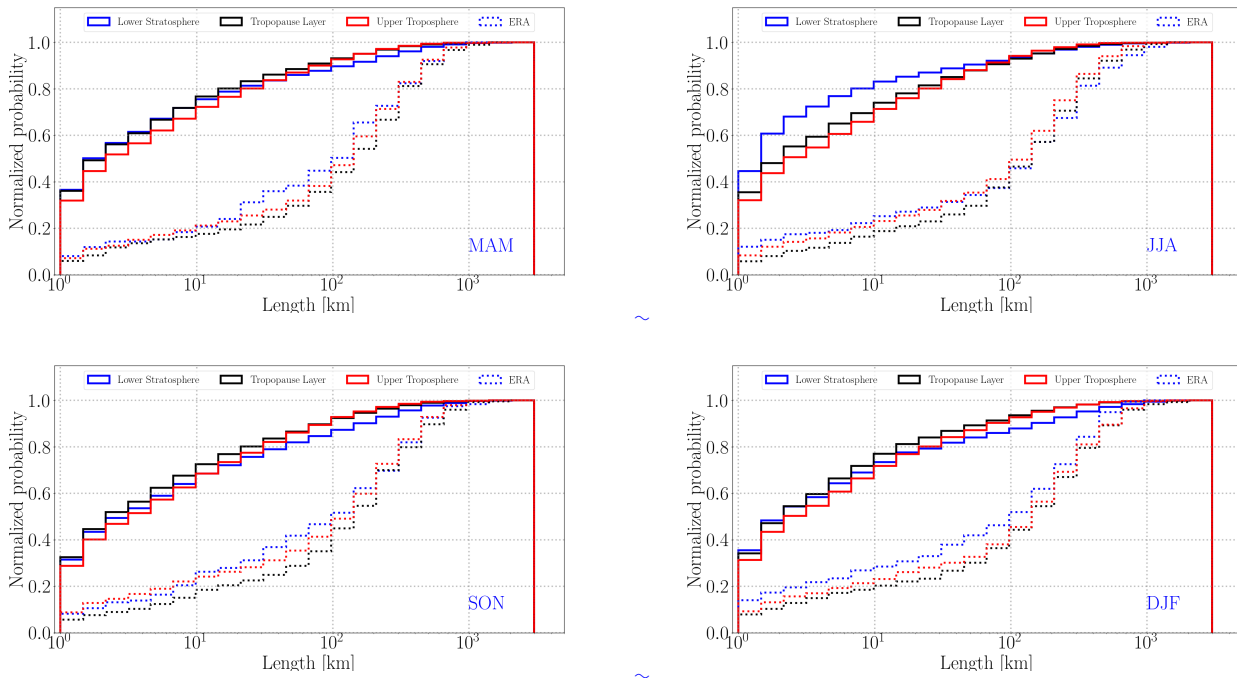 Lower Stratosphere Tropopause Layer Upper Troposphere ERA
1.0
0.8
0.6
0.4
0.2
0.0
Normalized probability
MAM
10^0 10^1 10^2 10^3
Length [km]
Lower Stratosphere Tropopause Layer Upper Troposphere ERA
1.0
0.8
0.6
0.4
0.2
0.0
Normalized probability
JJA
10^0 10^1 10^2 10^3
Length [km]
~
Lower Stratosphere Tropopause Layer Upper Troposphere ERA
1.0
0.8
0.6
0.4
0.2
0.0
Normalized probability
SON
10^0 10^1 10^2 10^3
Length [km]
Lower Stratosphere Tropopause Layer Upper Troposphere ERA
1.0
0.8
0.6
0.4
0.2
0.0
Normalized probability
DJF
10^0 10^1 10^2 10^3
Length [km]
~